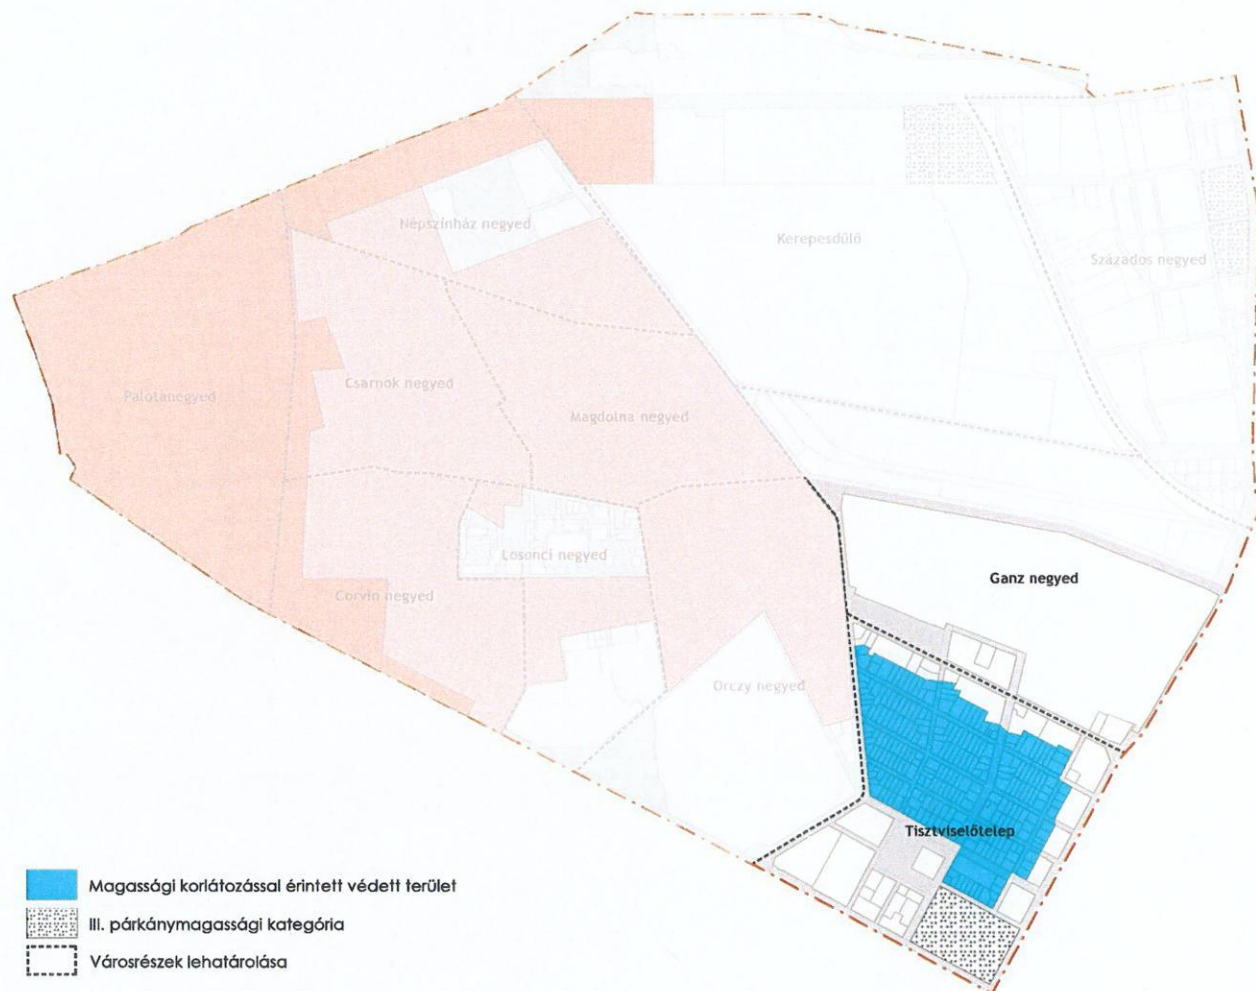 Népszínház negyed
Kerepesdűlő
Százados negyed
Palotanegyed
Csarnok negyed
Magdolna negyed
Losonci negyed
Ganz negyed
Corvin negyed
Orczy negyed
Tisztviselőtelep
Magassági korlátozással érintett védett terület
III. párkánymagassági kategória
Városrészek lehatárolása